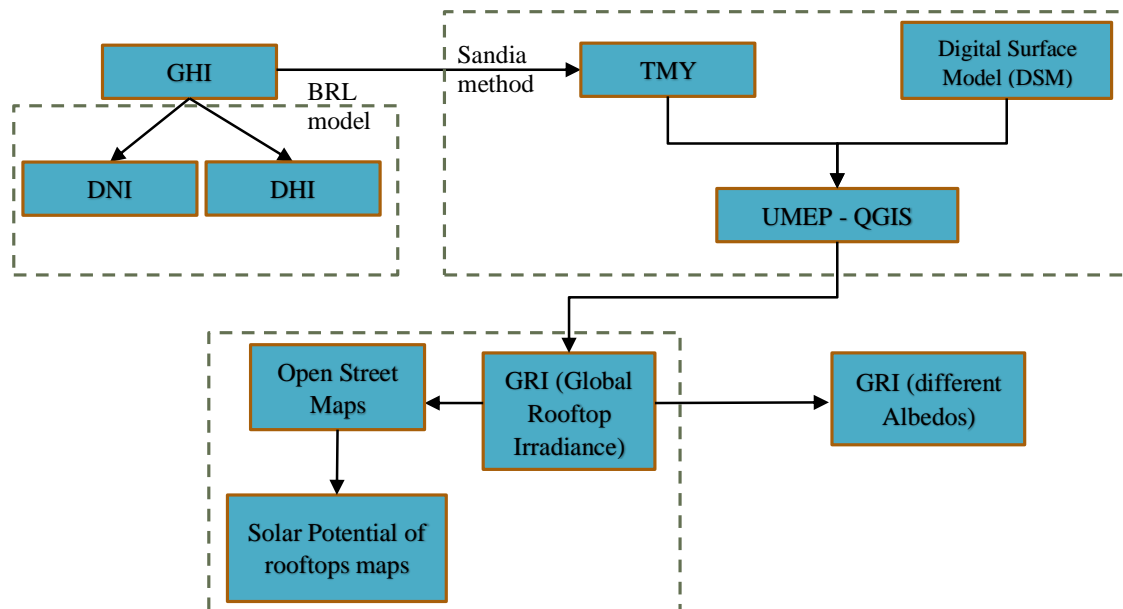 GHI
Sandia
method
TMY
Digital Surface
Model (DSM)
BRL
model
DNI
DHI
UMEP - QGIS
Open Street
Maps
GRI (Global
Rooftop
Irradiance)
GRI (different
Albedos)
Solar Potential of
rooftops maps